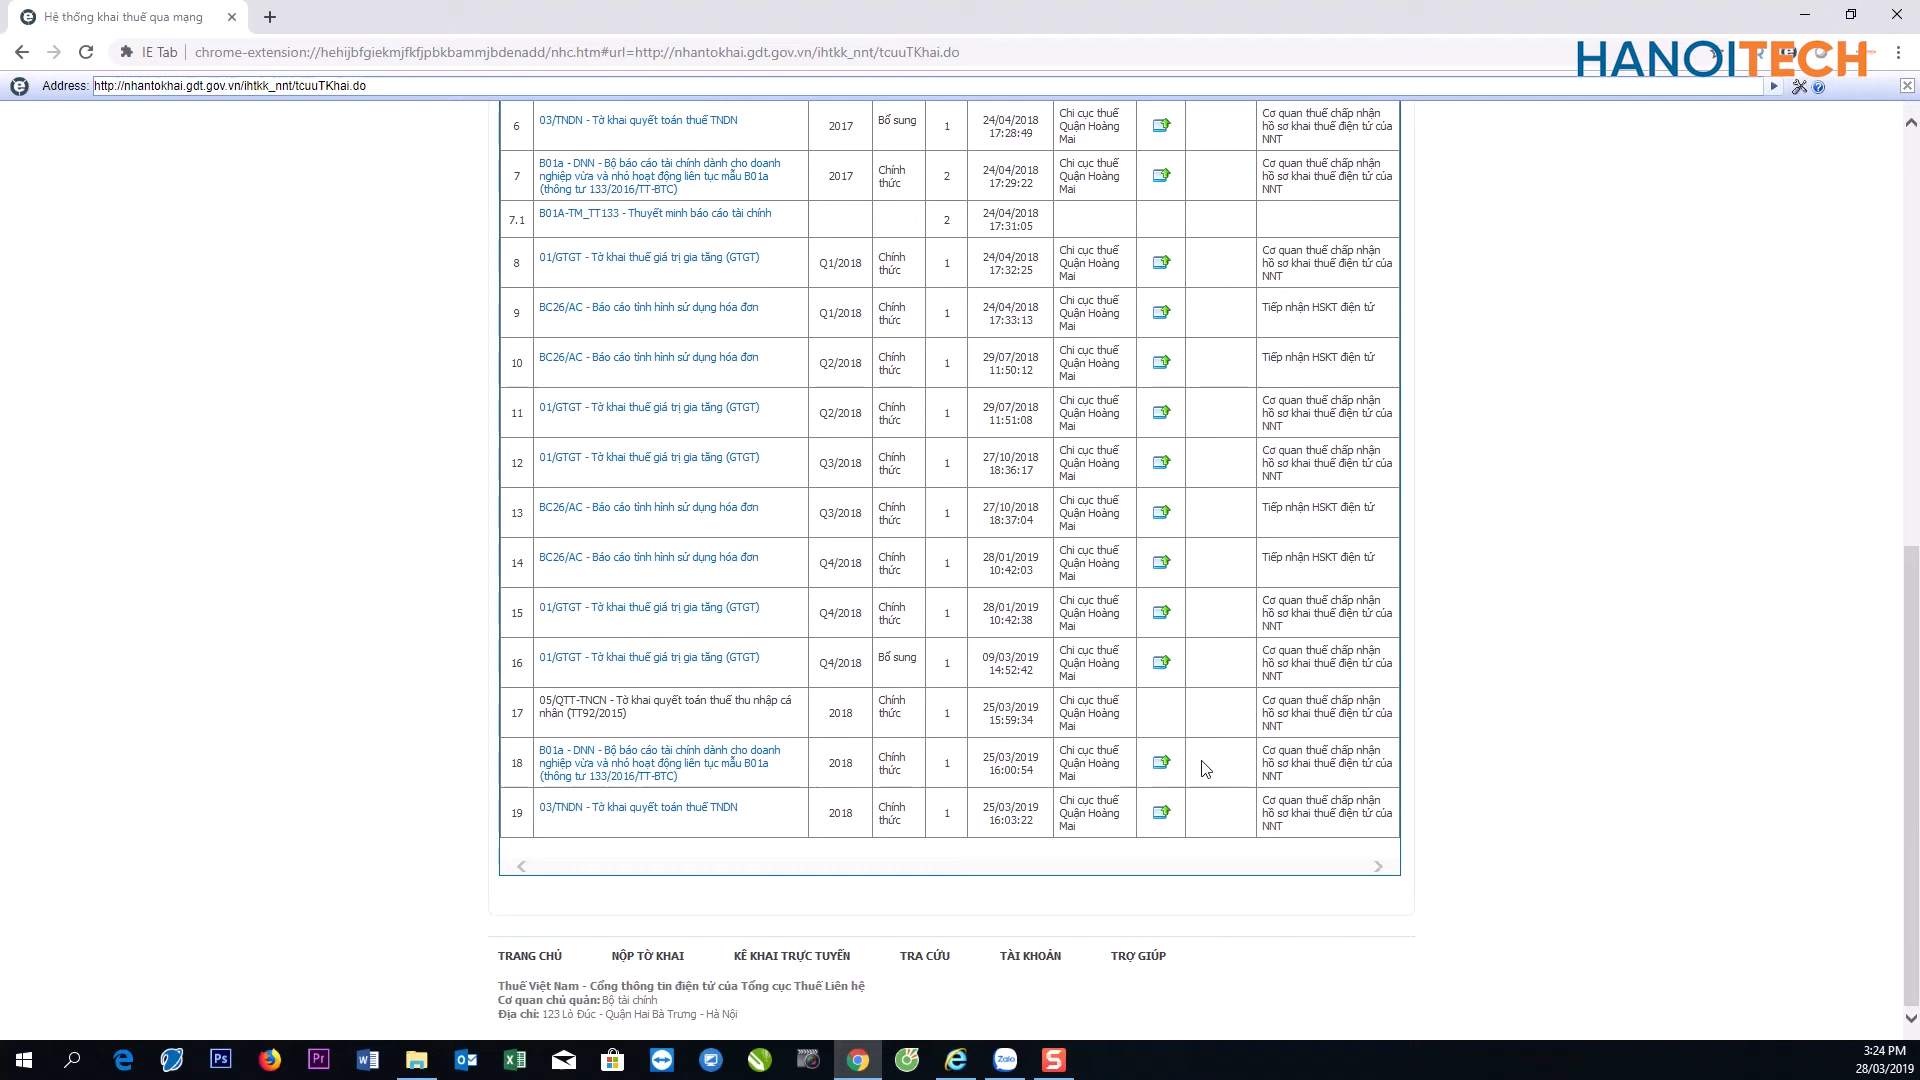 Hệ thống khai thuế qua mạng
IE Tab
chrome-extension://hehijbfgiekmjfkfjpbkbammjbdenadd/nhc.htm#url=http://nhantokhai.gdt.gov.vn/ihtkk_nnt/tcuuTKhai.do
HANOITECH
Address: http://nhantokhai.gdt.gov.vn/ihtkk_nnt/tcuuTKhai.do
6 03/TNDN - Tờ khai quyết toán thuế TNDN 2017 Bổ sung 1 24/04/2018 17:28:49 Chi cục thuế Quận Hoàng Mai Cơ quan thuế chấp nhận hồ sơ khai thuế điện tử của NNT
7 B01a - DNN - Bộ báo cáo tài chính dành cho doanh nghiệp vừa và nhỏ hoạt động liên tục mẫu B01a (thông tư 133/2016/TT-BTC) 2017 Chính thức 2 24/04/2018 17:29:22 Chi cục thuế Quận Hoàng Mai Cơ quan thuế chấp nhận hồ sơ khai thuế điện tử của NNT
7.1 B01A-TM_TT133 - Thuyết minh báo cáo tài chính 2 24/04/2018 17:31:05
8 01/GTGT - Tờ khai thuế giá trị gia tăng (GTGT) Q1/2018 Chính thức 1 24/04/2018 17:32:25 Chi cục thuế Quận Hoàng Mai Cơ quan thuế chấp nhận hồ sơ khai thuế điện tử của NNT
9 BC26/AC - Báo cáo tình hình sử dụng hóa đơn Q1/2018 Chính thức 1 24/04/2018 17:33:13 Chi cục thuế Quận Hoàng Mai Tiếp nhận HSKT điện tử
10 BC26/AC - Báo cáo tình hình sử dụng hóa đơn Q2/2018 Chính thức 1 29/07/2018 11:50:12 Chi cục thuế Quận Hoàng Mai Tiếp nhận HSKT điện tử
11 01/GTGT - Tờ khai thuế giá trị gia tăng (GTGT) Q2/2018 Chính thức 1 29/07/2018 11:51:08 Chi cục thuế Quận Hoàng Mai Cơ quan thuế chấp nhận hồ sơ khai thuế điện tử của NNT
12 01/GTGT - Tờ khai thuế giá trị gia tăng (GTGT) Q3/2018 Chính thức 1 27/10/2018 18:36:17 Chi cục thuế Quận Hoàng Mai Cơ quan thuế chấp nhận hồ sơ khai thuế điện tử của NNT
13 BC26/AC - Báo cáo tình hình sử dụng hóa đơn Q3/2018 Chính thức 1 27/10/2018 18:37:04 Chi cục thuế Quận Hoàng Mai Tiếp nhận HSKT điện tử
14 BC26/AC - Báo cáo tình hình sử dụng hóa đơn Q4/2018 Chính thức 1 28/01/2019 10:42:03 Chi cục thuế Quận Hoàng Mai Tiếp nhận HSKT điện tử
15 01/GTGT - Tờ khai thuế giá trị gia tăng (GTGT) Q4/2018 Chính thức 1 28/01/2019 10:42:38 Chi cục thuế Quận Hoàng Mai Cơ quan thuế chấp nhận hồ sơ khai thuế điện tử của NNT
16 01/GTGT - Tờ khai thuế giá trị gia tăng (GTGT) Q4/2018 Bổ sung 1 09/03/2019 14:52:42 Chi cục thuế Quận Hoàng Mai Cơ quan thuế chấp nhận hồ sơ khai thuế điện tử của NNT
17 05/QTT-TNCN - Tờ khai quyết toán thuế thu nhập cá nhân (TT92/2015) 2018 Chính thức 1 25/03/2019 15:59:34 Chi cục thuế Quận Hoàng Mai Cơ quan thuế chấp nhận hồ sơ khai thuế điện tử của NNT
18 B01a - DNN - Bộ báo cáo tài chính dành cho doanh nghiệp vừa và nhỏ hoạt động liên tục mẫu B01a (thông tư 133/2016/TT-BTC) 2018 Chính thức 1 25/03/2019 16:00:54 Chi cục thuế Quận Hoàng Mai Cơ quan thuế chấp nhận hồ sơ khai thuế điện tử của NNT
19 03/TNDN - Tờ khai quyết toán thuế TNDN 2018 Chính thức 1 25/03/2019 16:03:22 Chi cục thuế Quận Hoàng Mai Cơ quan thuế chấp nhận hồ sơ khai thuế điện tử của NNT
TRANG CHỦ NỘP TỜ KHAI KÊ KHAI TRỰC TUYẾN TRA CỨU TÀI KHOẢN TRỢ GIÚP
Thuế Việt Nam - Cổng thông tin điện tử của Tổng cục Thuế Liên hệ
Cơ quan chủ quản: Bộ tài chính
Địa chỉ: 123 Lò Đúc - Quận Hai Bà Trưng - Hà Nội
Ps
Pr
Zalo
S
3:24 PM
28/03/2019